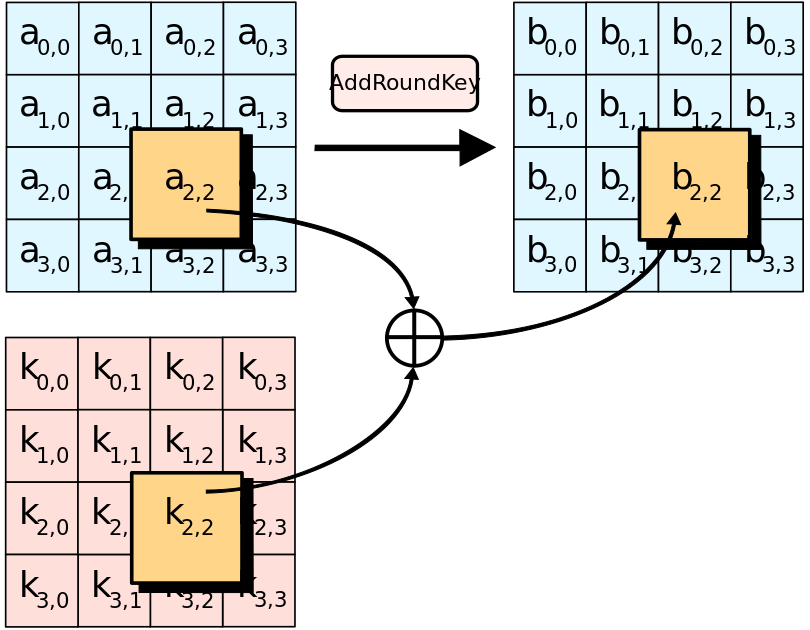 a0,0 a0,1 a0,2 a0,3
a1,0 a1,1 a1,2 a1,3
a2,0 a2, a2,2 2,3
a3,0 a3,1 a3,2 a3,3
AddRoundKey
b0,0 b0,1 b0,2 b0,3
b1,0 b1,1 b1,2 b1,3
b2,0 b2, b2,2 b2,3
b3,0 b3,1 b3,2 b3,3
k0,0 k0,1 k0,2 k0,3
k1,0 k1,1 k1,2 k1,3
k2,0 k2, k2,2 k2,3
k3,0 k3,1 k3,2 k3,3